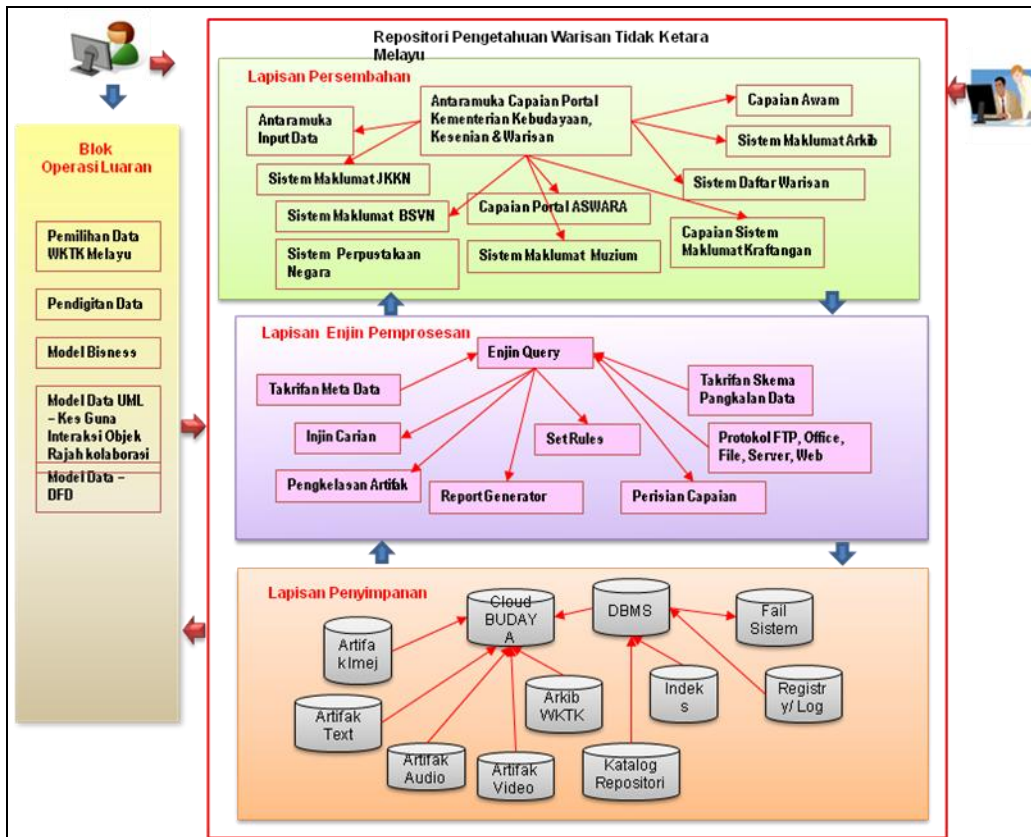 Repositori Pengetahuan Warisan Tidak Ketara
Melayu
Lapisan Persembahan
Antaramuka
Input Data
Antaramuka Capaian Portal
Kementerian Kebudayaan,
Kesenian & Warisan
Capaian Awam
Sistem Maklumat Arkib
Sistem Maklumat JKKN
Sistem Daftar Warisan
Sistem Maklumat BSVN
Capaian Portal ASWARA
Capaian Sistem
Maklumat Kraftangan
Sistem Perpustakaan
Negara
Sistem Maklumat Muzium
Blok
Operasi Luaran
Pemilihan Data
WKTK Melayu
Pendigitan Data
Model Bisness
Model Data UML
– Kes Guna
Interaksi Objek
Rajah kolaborasi
Model Data –
DFD
Lapisan Enjin Pemprosesan
Enjin Query
Takrifan Meta Data
Takrifan Skema
Pangkalan Data
Injin Carian
Set Rules
Protokol FTP, Office,
File, Server, Web
Pengkelasan Artifak
Report Generator
Perisian Capaian
Lapisan Penyimpanan
Cloud
BUDAY
A
DBMS
Fail
Sistem
Artifa
k Imej
Arkib
WKTK
Indek
s
Registr
y/ Log
Artifak
Text
Artifak
Audio
Artifak
Video
Katalog
Repositori